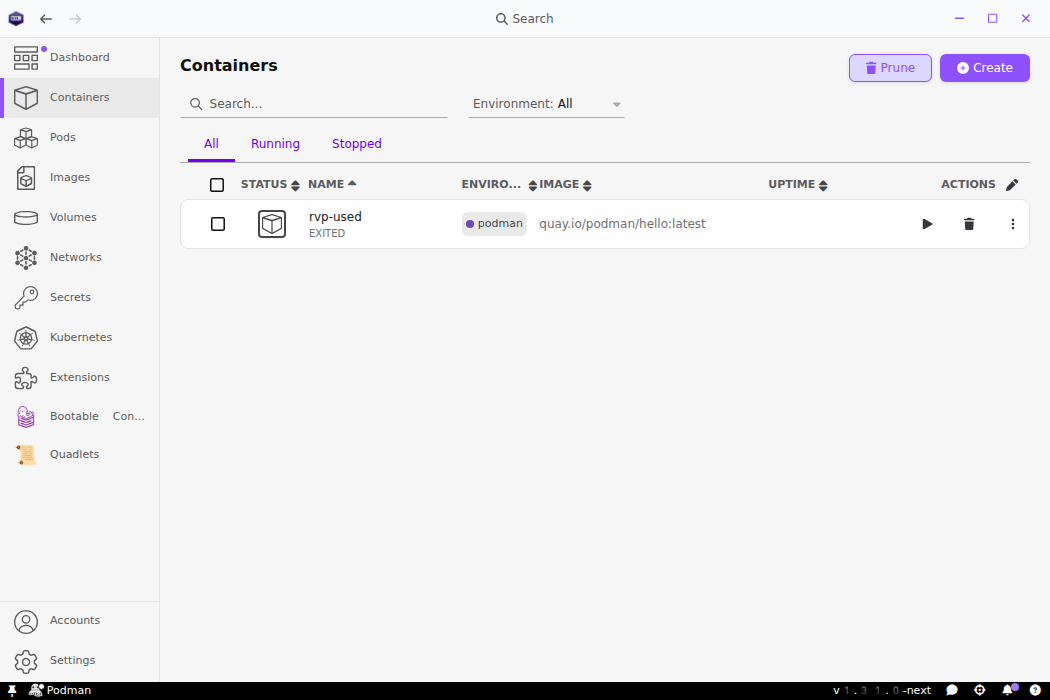 Search
Dashboard
Containers
Pods
Images
Volumes
Networks
Secrets
Kubernetes
Extensions
Bootable Con...
Quadlets
Accounts
Settings
Containers
Prune
Create
Search...
Environment: All
All Running Stopped
STATUS NAME ENVIRO... IMAGE UPTIME ACTIONS
rvp-used
EXITED
podman
quay.io/podman/hello:latest
Podman
v1.31.0-next